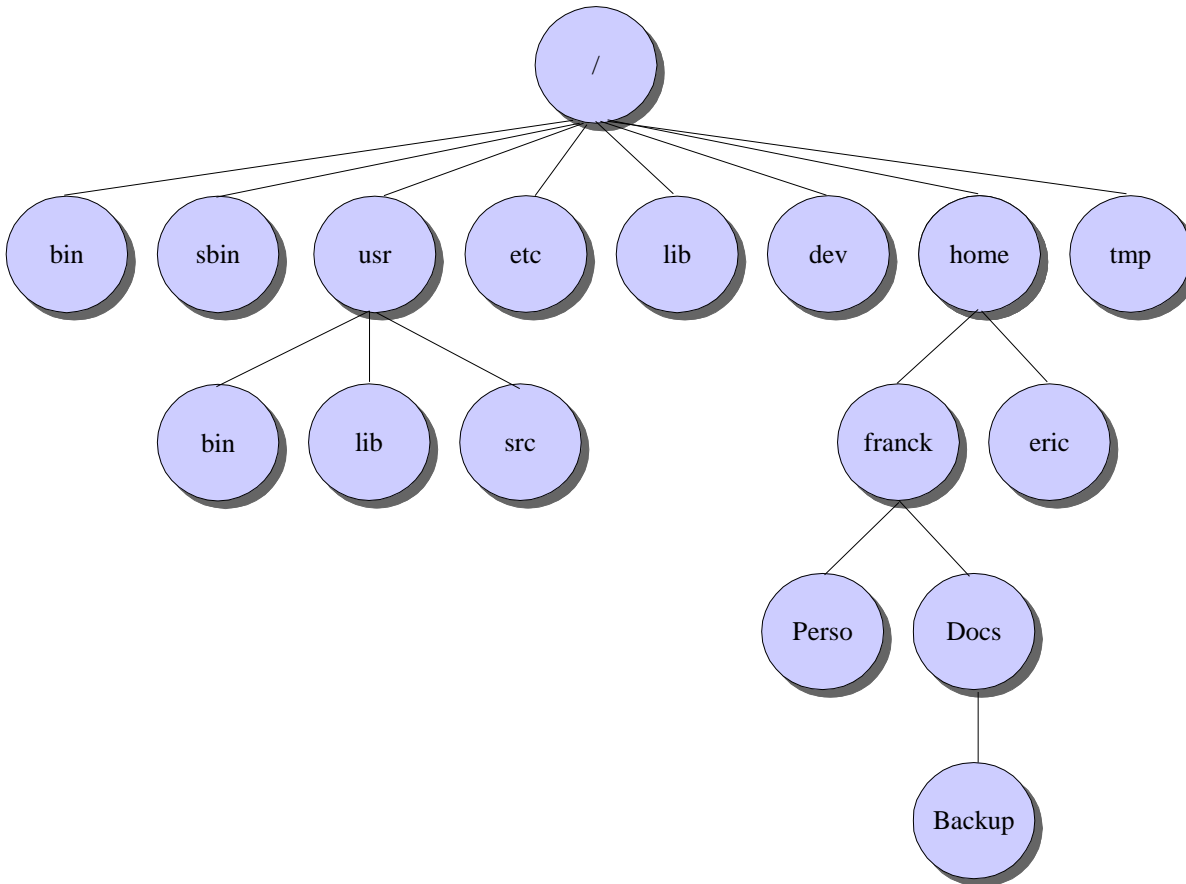 /
bin sbin usr etc lib dev home tmp
bin lib src franck eric
Perso Docs
Backup